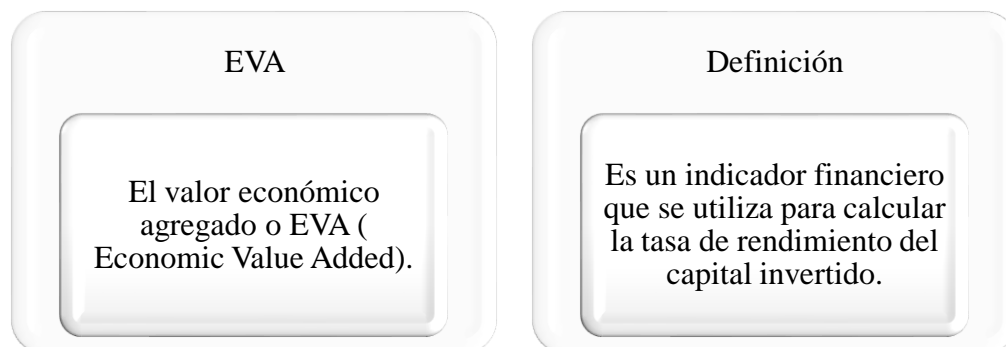 EVA
El valor económico
agregado o EVA (
Economic Value Added).
Definición
Es un indicador financiero
que se utiliza para calcular
la tasa de rendimiento del
capital invertido.